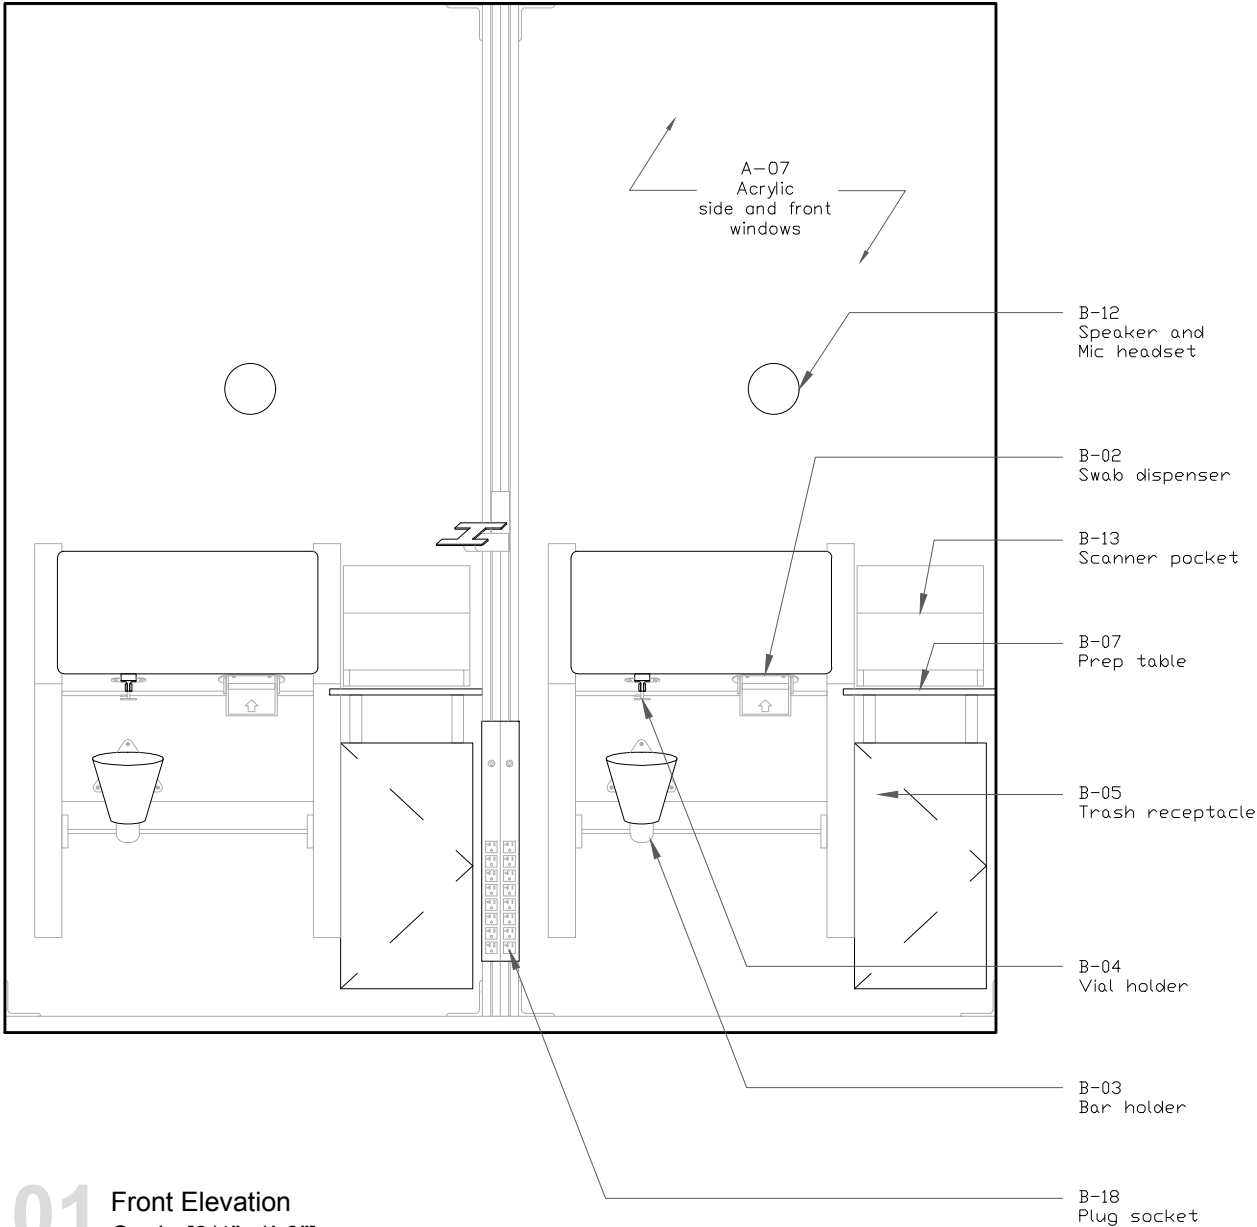 A-07
Acrylic
side and front
windows
B-12
Speaker and
Mic headset
B-02
Swab dispenser
B-13
Scanner pocket
B-07
Prep table
B-05
Trash receptacle
B-04
Vial holder
B-03
Bar holder
B-18
Plug socket
01
Front Elevation